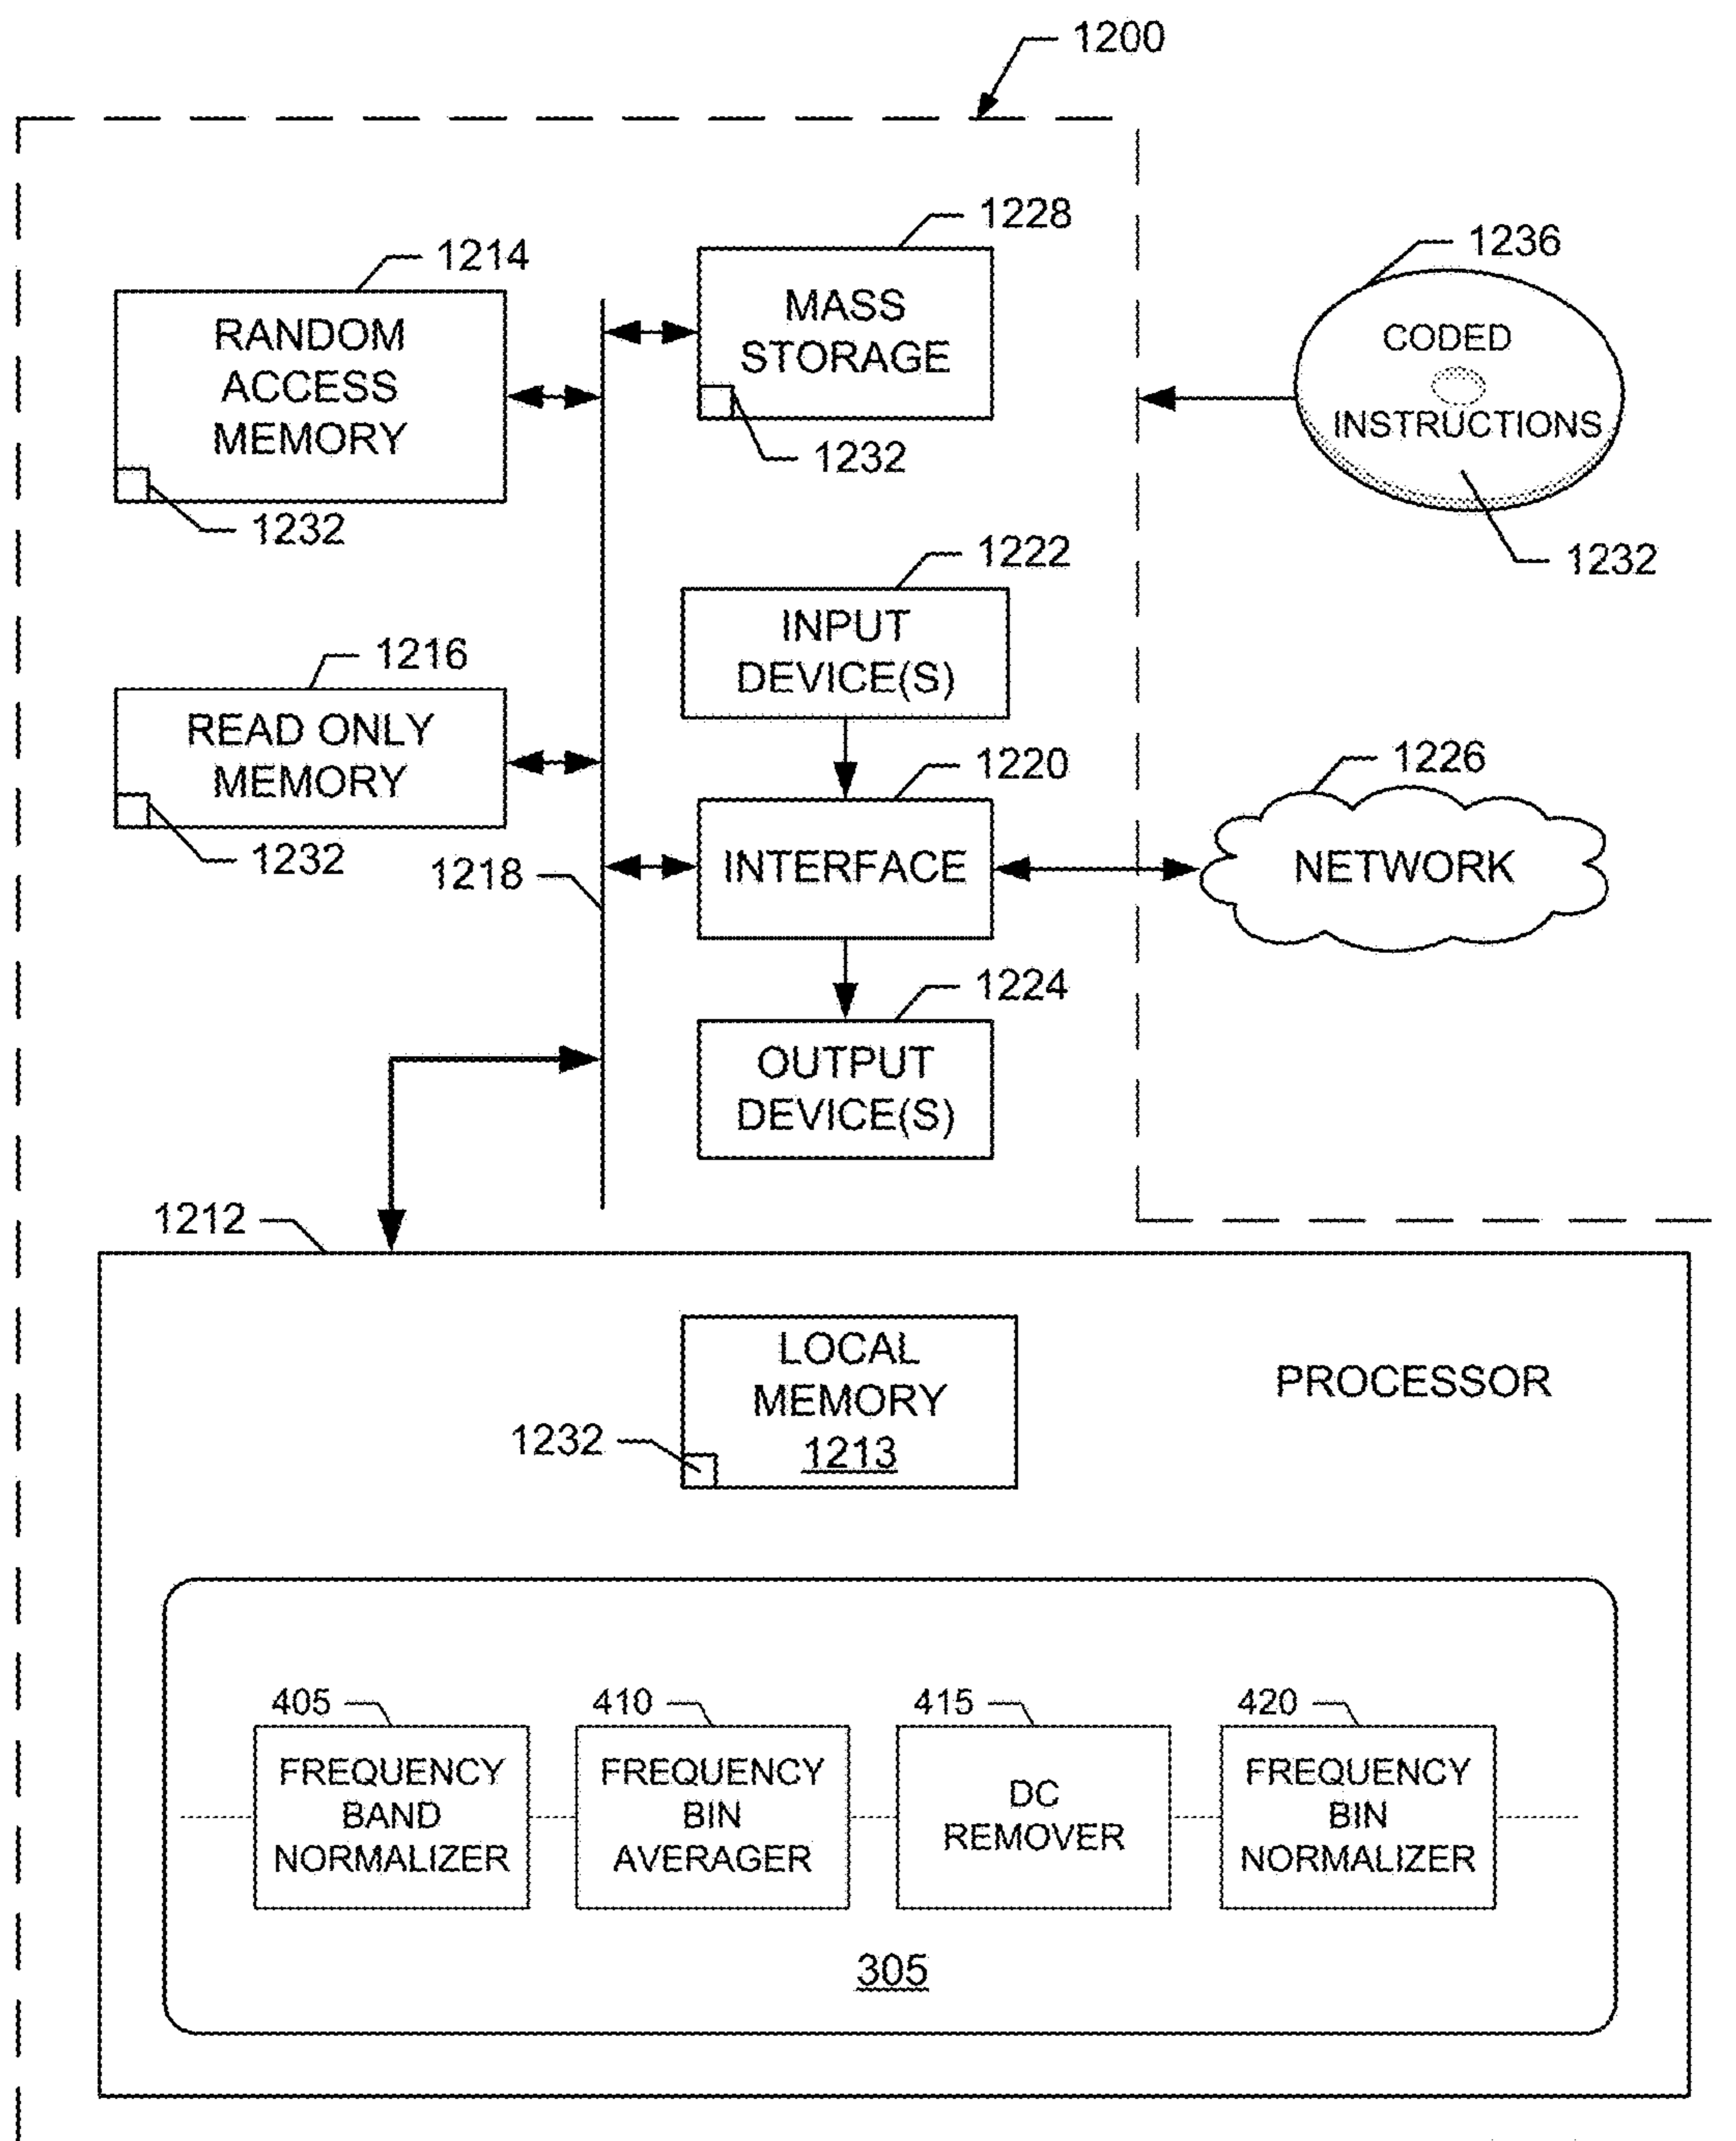 1200
1228
1214
1236
MASS
STORAGE
RANDOM
ACCESS
MEMORY
CODED
INSTRUCTIONS
1232
1232
1232
1222
INPUT
DEVICE(S)
1216
READ ONLY
MEMORY
1220
1226
1232
1218
INTERFACE
NETWORK
1224
OUTPUT
DEVICE(S)
1212
LOCAL
MEMORY
1213
1232
PROCESSOR
405
410
415
420
FREQUENCY
BAND
NORMALIZER
FREQUENCY
BIN
AVERAGER
DC
REMOVER
FREQUENCY
BIN
NORMALIZER
305